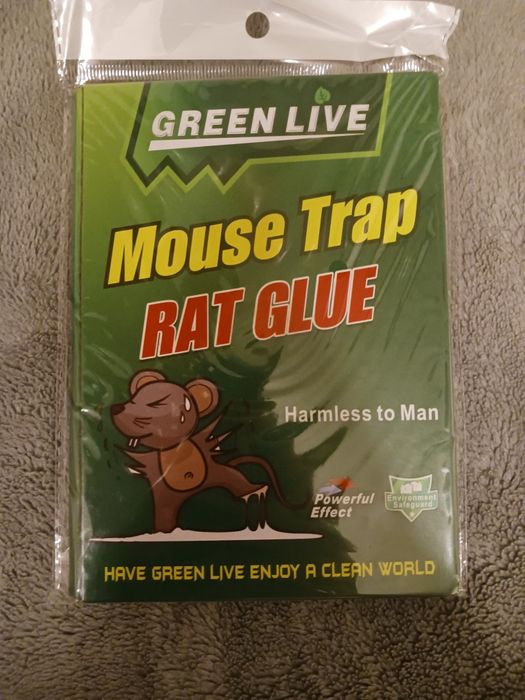 GREEN LIVE
Mouse Trap
RAT GLUE
Harmless to Man
Powerful
Effect
Environment
Safeguard
HAVE GREEN LIVE ENJOY A CLEAN WORLD